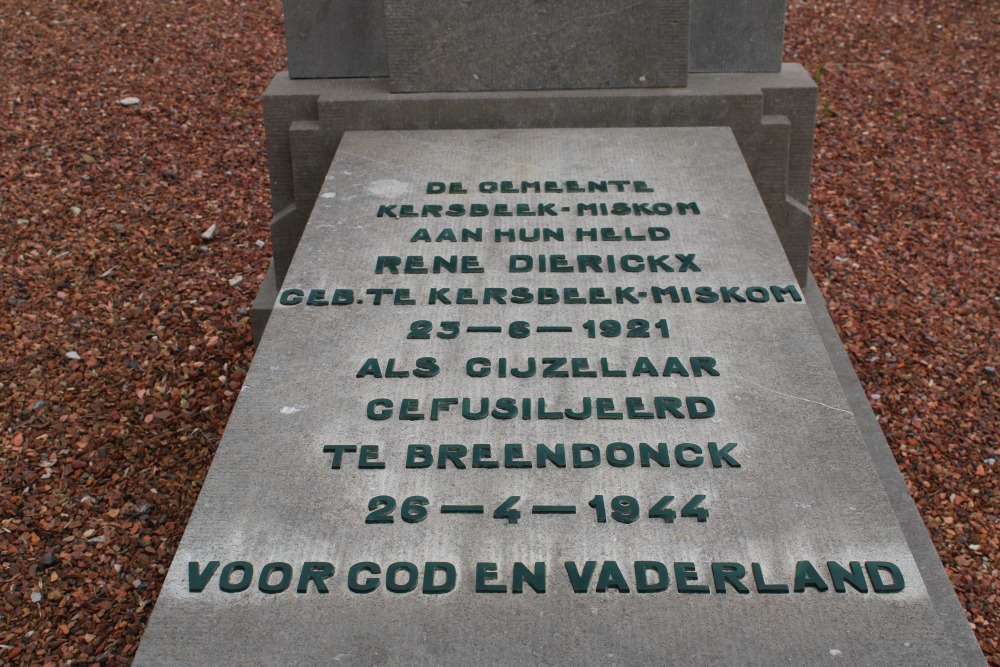 DE GEMEENTE
KERSBEEK-MISKOM
AAN HUN HELD
RENE DIERICKX
GEB. TE KERSBEEK-MISKOM
23-6-1921
ALS GIJZELAAR
GEFUSILJEERD
TE BREENDONCK
26-4-1944
VOOR GOD EN VADERLAND